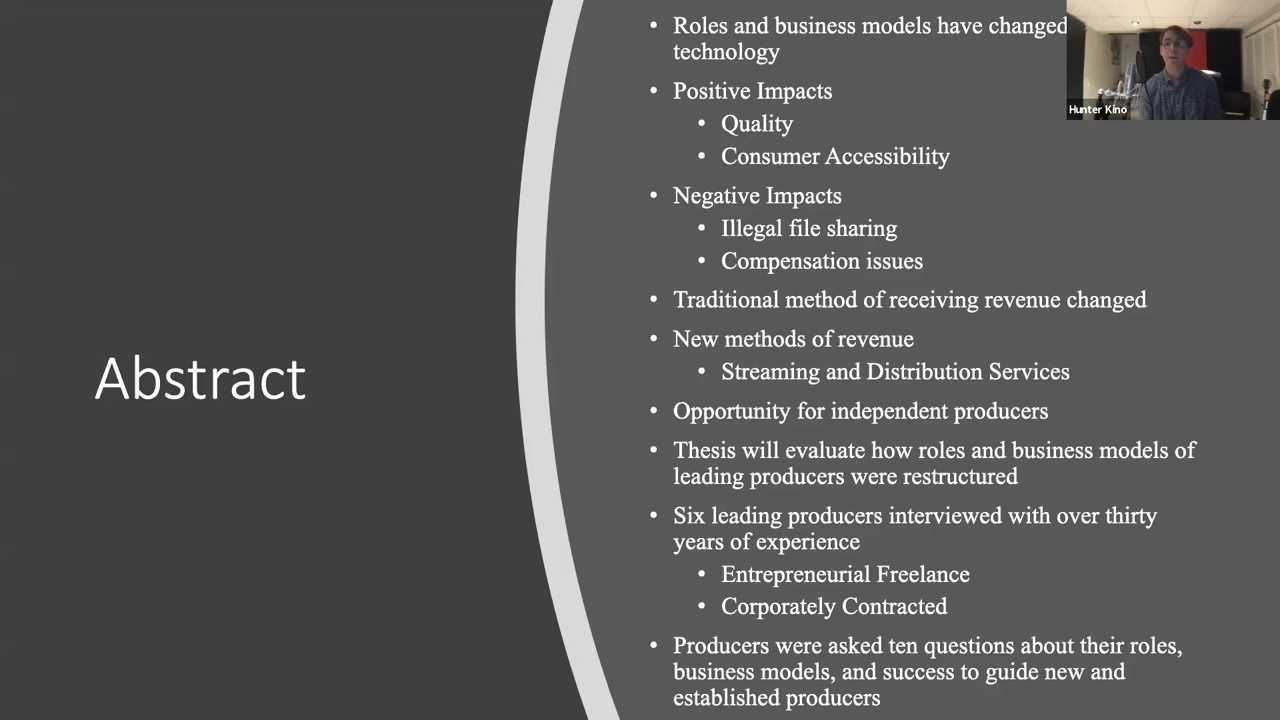 Abstract
• Roles and business models have changed
technology
• Positive Impacts
• Quality
• Consumer Accessibility
• Negative Impacts
• Illegal file sharing
• Compensation issues
• Traditional method of receiving revenue changed
• New methods of revenue
• Streaming and Distribution Services
• Opportunity for independent producers
• Thesis will evaluate how roles and business models of
leading producers were restructured
• Six leading producers interviewed with over thirty
years of experience
• Entrepreneurial Freelance
• Corporately Contracted
• Producers were asked ten questions about their roles,
business models, and success to guide new and
established producers
Hunter Kino